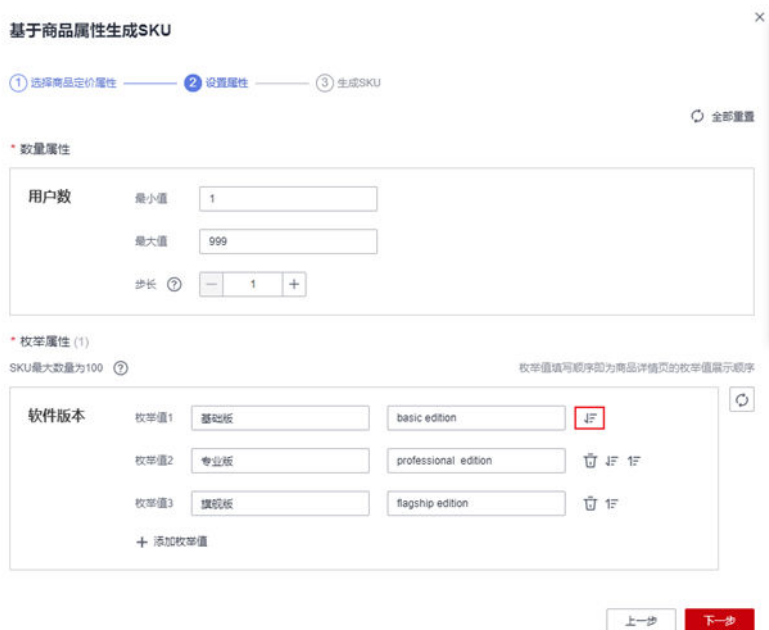 基于商品属性生成SKU
1 选择商品定价属性 2 设置属性 3 生成SKU
全部重置
* 数量属性
用户数 最小值 1
最大值 999
步长 ? 1
* 枚举属性 (1)
SKU最大数量为100 ? 枚举值填写顺序即为商品详情页的枚举值展示顺序
软件版本 枚举值1 基础版 basic edition
枚举值2 专业版 professional edition
枚举值3 旗舰版 flagship edition
+ 添加枚举值
上一步 下一步